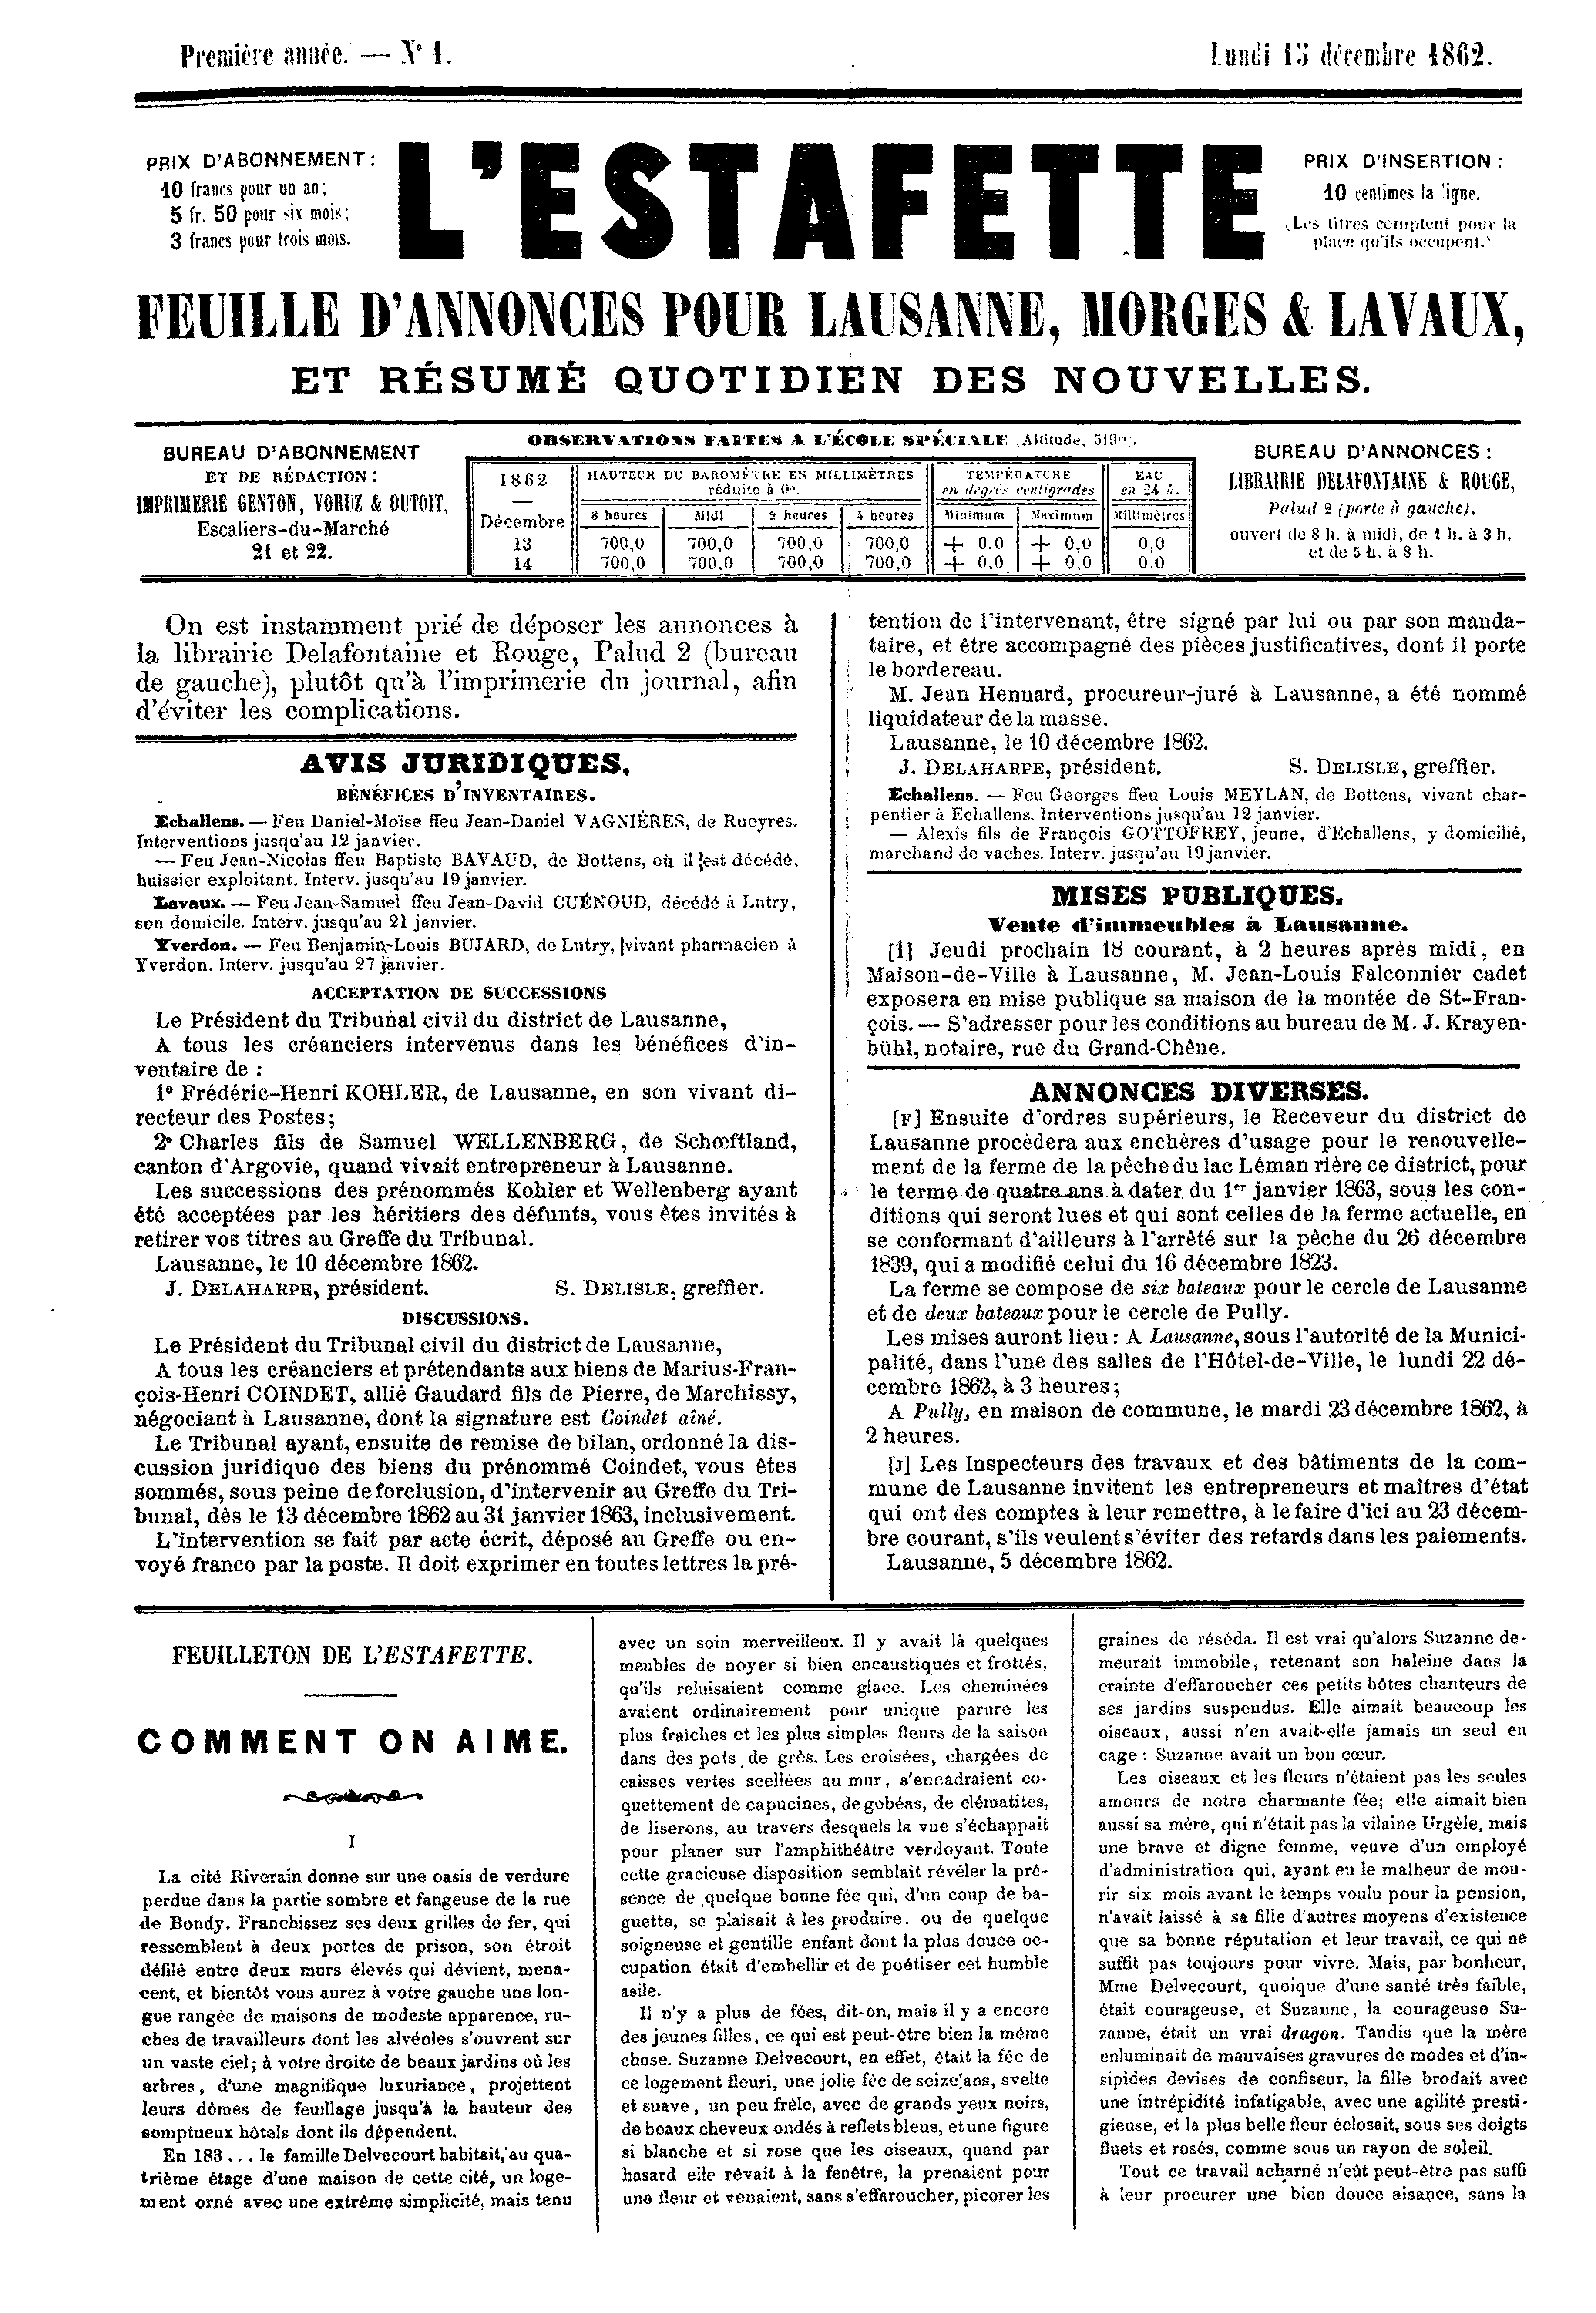 Première année. — N° 1.
Lundi 15 décembre 1862.
PRIX D'ABONNEMENT :
10 francs pour un an;
5 fr. 50 pour six mois;
3 francs pour trois mois.
L'ESTAFETTE
PRIX D'INSERTION :
10 centimes la ligne.
(Les titres comptent pour la
place qu'ils occupent.)
FEUILLE D'ANNONCES POUR LAUSANNE, MORGES & LAVAUX,
ET RÉSUMÉ QUOTIDIEN DES NOUVELLES.
BUREAU D'ABONNEMENT
ET DE RÉDACTION :
IMPRIMERIE GENTON, VORUZ & DUTOIT,
Escaliers-du-Marché
21 et 22.
OBSERVATIONS FAITES A L'ÉCOLE SPÉCIALE (Altitude, 519m).
1862 — Décembre
HAUTEUR DU BAROMÈTRE EN MILLIMÈTRES
réduite à 0°.
TEMPÉRATURE
en degrés centigrades
EAU
en 24 h.
8 heures Midi 2 heures 4 heures Minimum Maximum Millimètres
13 700,0 700,0 700,0 700,0 + 0,0 + 0,0 0,0
14 700,0 700,0 700,0 700,0 + 0,0 + 0,0 0,0
BUREAU D'ANNONCES :
LIBRAIRIE DELAFONTAINE & ROUGE,
Palud 2 (porte à gauche),
ouvert de 8 h. à midi, de 1 h. à 3 h.
et de 5 h. à 8 h.
On est instamment prié de déposer les annonces à
la librairie Delafontaine et Rouge, Palud 2 (bureau
de gauche), plutôt qu'à l'imprimerie du journal, afin
d'éviter les complications.
AVIS JURIDIQUES.
BÉNÉFICES D'INVENTAIRES.
Echallens. — Feu Daniel-Moïse ffeu Jean-Daniel VAGNIÈRES, de Rueyres.
Interventions jusqu'au 12 janvier.
— Feu Jean-Nicolas ffeu Baptiste BAVAUD, de Bottens, où il est décédé,
huissier exploitant. Interv. jusqu'au 19 janvier.
Lavaux. — Feu Jean-Samuel ffeu Jean-David CUÉNOUD, décédé à Lutry,
son domicile. Interv. jusqu'au 21 janvier.
Yverdon. — Feu Benjamin-Louis BUJARD, de Lutry, vivant pharmacien à
Yverdon. Interv. jusqu'au 27 janvier.
ACCEPTATION DE SUCCESSIONS
Le Président du Tribunal civil du district de Lausanne,
A tous les créanciers intervenus dans les bénéfices d'in-
ventaire de :
1° Frédéric-Henri KOHLER, de Lausanne, en son vivant di-
recteur des Postes;
2° Charles fils de Samuel WELLENBERG, de Schœftland,
canton d'Argovie, quand vivait entrepreneur à Lausanne.
Les successions des prénommés Kohler et Wellenberg ayant
été acceptées par les héritiers des défunts, vous êtes invités à
retirer vos titres au Greffe du Tribunal.
Lausanne, le 10 décembre 1862.
J. DELAHARPE, président. S. DELISLE, greffier.
DISCUSSIONS.
Le Président du Tribunal civil du district de Lausanne,
A tous les créanciers et prétendants aux biens de Marius-Fran-
çois-Henri COINDET, allié Gaudard fils de Pierre, de Marchissy,
négociant à Lausanne, dont la signature est Coindet aîné.
Le Tribunal ayant, ensuite de remise de bilan, ordonné la dis-
cussion juridique des biens du prénommé Coindet, vous êtes
sommés, sous peine de forclusion, d'intervenir au Greffe du Tri-
bunal, dès le 13 décembre 1862 au 31 janvier 1863, inclusivement.
L'intervention se fait par acte écrit, déposé au Greffe ou en-
voyé franco par la poste. Il doit exprimer en toutes lettres la pré-
tention de l'intervenant, être signé par lui ou par son manda-
taire, et être accompagné des pièces justificatives, dont il porte
le bordereau.
M. Jean Henuard, procureur-juré à Lausanne, a été nommé
liquidateur de la masse.
Lausanne, le 10 décembre 1862.
J. DELAHARPE, président. S. DELISLE, greffier.
Echallens. — Feu Georges ffeu Louis MEYLAN, de Bottens, vivant char-
pentier à Echallens. Interventions jusqu'au 12 janvier.
— Alexis fils de François GOTTOFREY, jeune, d'Echallens, y domicilié,
marchand de vaches. Interv. jusqu'au 19 janvier.
MISES PUBLIQUES.
Vente d'immeubles à Lausanne.
[1] Jeudi prochain 18 courant, à 2 heures après midi, en
Maison-de-Ville à Lausanne, M. Jean-Louis Falconnier cadet
exposera en mise publique sa maison de la montée de St-Fran-
çois. — S'adresser pour les conditions au bureau de M. J. Krayen-
bühl, notaire, rue du Grand-Chêne.
ANNONCES DIVERSES.
[F] Ensuite d'ordres supérieurs, le Receveur du district de
Lausanne procèdera aux enchères d'usage pour le renouvelle-
ment de la ferme de la pêche du lac Léman rière ce district, pour
le terme de quatre ans à dater du 1er janvier 1863, sous les con-
ditions qui seront lues et qui sont celles de la ferme actuelle, en
se conformant d'ailleurs à l'arrêté sur la pêche du 26 décembre
1839, qui a modifié celui du 16 décembre 1823.
La ferme se compose de six bateaux pour le cercle de Lausanne
et de deux bateaux pour le cercle de Pully.
Les mises auront lieu : A Lausanne, sous l'autorité de la Munici-
palité, dans l'une des salles de l'Hôtel-de-Ville, le lundi 22 dé-
cembre 1862, à 3 heures;
A Pully, en maison de commune, le mardi 23 décembre 1862, à
2 heures.
[J] Les Inspecteurs des travaux et des bâtiments de la com-
mune de Lausanne invitent les entrepreneurs et maîtres d'état
qui ont des comptes à leur remettre, à le faire d'ici au 23 décem-
bre courant, s'ils veulent s'éviter des retards dans les paiements.
Lausanne, 5 décembre 1862.
FEUILLETON DE L'ESTAFETTE.
COMMENT ON AIME.
I
La cité Riverain donne sur une oasis de verdure
perdue dans la partie sombre et fangeuse de la rue
de Bondy. Franchissez ses deux grilles de fer, qui
ressemblent à deux portes de prison, son étroit
défilé entre deux murs élevés qui dévient, mena-
cent, et bientôt vous aurez à votre gauche une lon-
gue rangée de maisons de modeste apparence, ru-
ches de travailleurs dont les alvéoles s'ouvrent sur
un vaste ciel; à votre droite de beaux jardins où les
arbres, d'une magnifique luxuriance, projettent
leurs dômes de feuillage jusqu'à la hauteur des
somptueux hôtels dont ils dépendent.
En 183... la famille Delvecourt habitait, au qua-
trième étage d'une maison de cette cité, un loge-
ment orné avec une extrême simplicité, mais tenu
avec un soin merveilleux. Il y avait là quelques
meubles de noyer si bien encaustiqués et frottés,
qu'ils reluisaient comme glace. Les cheminées
avaient ordinairement pour unique parure les
plus fraîches et les plus simples fleurs de la saison
dans des pots de grès. Les croisées, chargées de
caisses vertes scellées au mur, s'encadraient co-
quettement de capucines, de gobéas, de clématites,
de liserons, au travers desquels la vue s'échappait
pour planer sur l'amphithéâtre verdoyant. Toute
cette gracieuse disposition semblait révéler la pré-
sence de quelque bonne fée qui, d'un coup de ba-
guette, se plaisait à les produire, ou de quelque
soigneuse et gentille enfant dont la plus douce oc-
cupation était d'embellir et de poétiser cet humble
asile.
Il n'y a plus de fées, dit-on, mais il y a encore
des jeunes filles, ce qui est peut-être bien la même
chose. Suzanne Delvecourt, en effet, était la fée de
ce logement fleuri, une jolie fée de seize ans, svelte
et suave, un peu frêle, avec de grands yeux noirs,
de beaux cheveux ondés à reflets bleus, et une figure
si blanche et si rose que les oiseaux, quand par
hasard elle rêvait à la fenêtre, la prenaient pour
une fleur et venaient, sans s'effaroucher, picorer les
graines de réséda. Il est vrai qu'alors Suzanne de-
meurait immobile, retenant son haleine dans la
crainte d'effaroucher ces petits hôtes chanteurs de
ses jardins suspendus. Elle aimait beaucoup les
oiseaux, aussi n'en avait-elle jamais un seul en
cage : Suzanne avait un bon cœur.
Les oiseaux et les fleurs n'étaient pas les seules
amours de notre charmante fée; elle aimait bien
aussi sa mère, qui n'était pas la vilaine Urgèle, mais
une brave et digne femme, veuve d'un employé
d'administration qui, ayant eu le malheur de mou-
rir six mois avant le temps voulu pour la pension,
n'avait laissé à sa fille d'autres moyens d'existence
que sa bonne réputation et leur travail, ce qui ne
suffit pas toujours pour vivre. Mais, par bonheur,
Mme Delvecourt, quoique d'une santé très faible,
était courageuse, et Suzanne, la courageuse Su-
zanne, était un vrai dragon. Tandis que la mère
enluminait de mauvaises gravures de modes et d'in-
sipides devises de confiseur, la fille brodait avec
une intrépidité infatigable, avec une agilité presti-
gieuse, et la plus belle fleur éclosait, sous ses doigts
fluets et rosés, comme sous un rayon de soleil.
Tout ce travail acharné n'eût peut-être pas suffi
à leur procurer une bien douce aisance, sans la